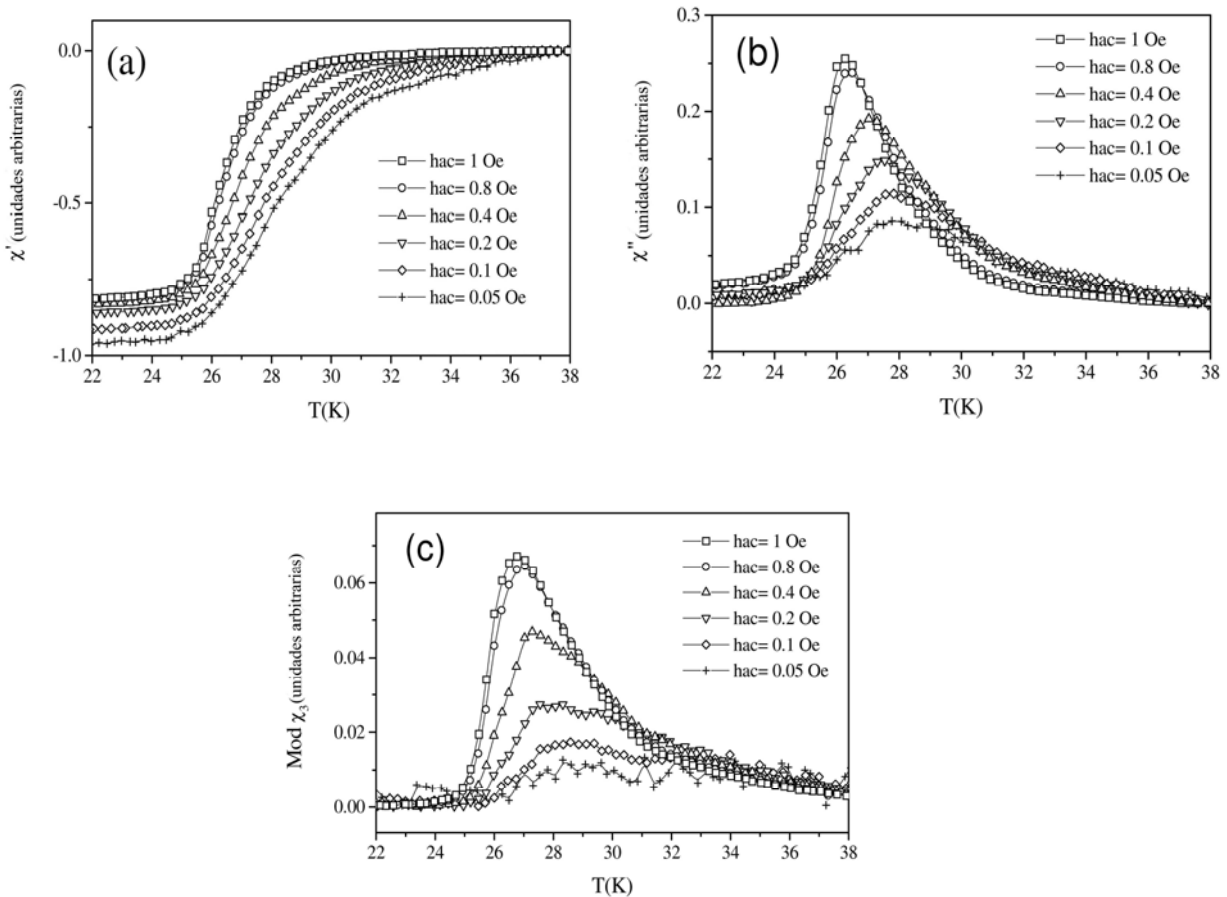 (a)
χ' (unidades arbitrarias)
0.0
-0.5
-1.0
hac= 1 Oe
hac= 0.8 Oe
hac= 0.4 Oe
hac= 0.2 Oe
hac= 0.1 Oe
hac= 0.05 Oe
22 24 26 28 30 32 34 36 38
T(K)
(b)
χ'' (unidades arbitrarias)
0.3
0.2
0.1
0.0
hac= 1 Oe
hac= 0.8 Oe
hac= 0.4 Oe
hac= 0.2 Oe
hac= 0.1 Oe
hac= 0.05 Oe
22 24 26 28 30 32 34 36 38
T(K)
(c)
Mod χ3 (unidades arbitrarias)
0.06
0.04
0.02
0.00
hac= 1 Oe
hac= 0.8 Oe
hac= 0.4 Oe
hac= 0.2 Oe
hac= 0.1 Oe
hac= 0.05 Oe
22 24 26 28 30 32 34 36 38
T(K)